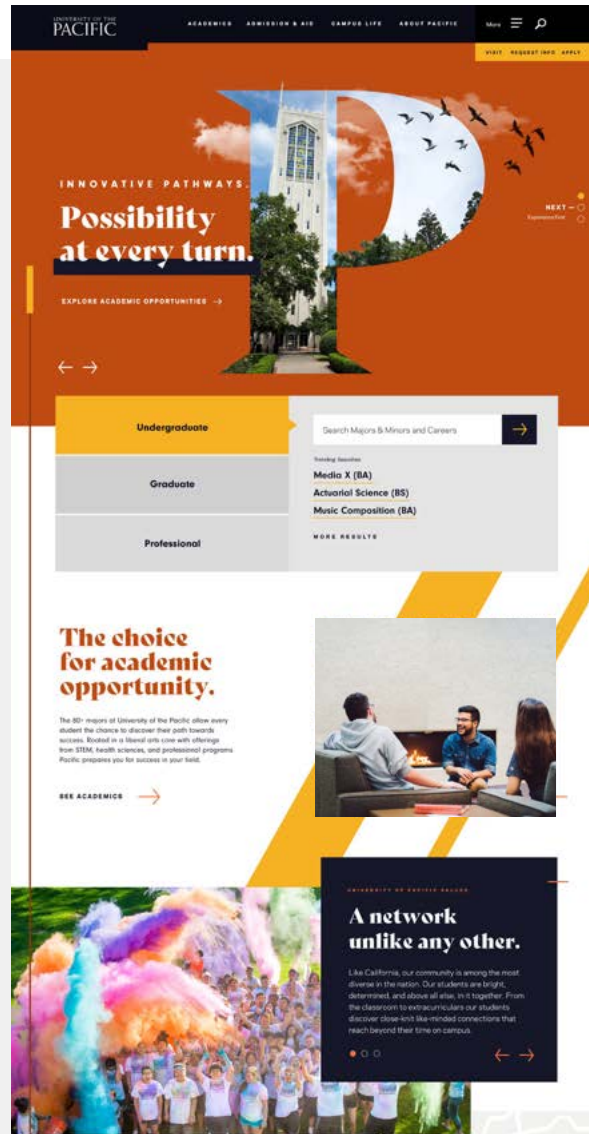 UNIVERSITY OF THE
PACIFIC
ACADEMICS
ADMISSION & AID
CAMPUS LIFE
ABOUT PACIFIC
More
VISIT
REQUEST INFO
APPLY
INNOVATIVE PATHWAYS.
Possibility
at every turn.
NEXT
Experience First
EXPLORE ACADEMIC OPPORTUNITIES
Undergraduate
Graduate
Professional
Search Majors & Minors and Careers
Trending Searches
Media X (BA)
Actuarial Science (BS)
Music Composition (BA)
MORE RESULTS
The choice
for academic
opportunity.
The 80+ majors at University of the Pacific allow every
student the chance to discover their path towards
success. Rooted in a liberal arts core with offerings
from STEM, health sciences, and professional programs
Pacific prepares you for success in your field.
SEE ACADEMICS
UNIVERSITY OF PACIFIC VALUES
A network
unlike any other.
Like California, our community is among the most
diverse in the nation. Our students are bright,
determined, and above all else, in it together. From
the classroom to extracurriculars our students
discover close-knit like-minded connections that
reach beyond their time on campus.